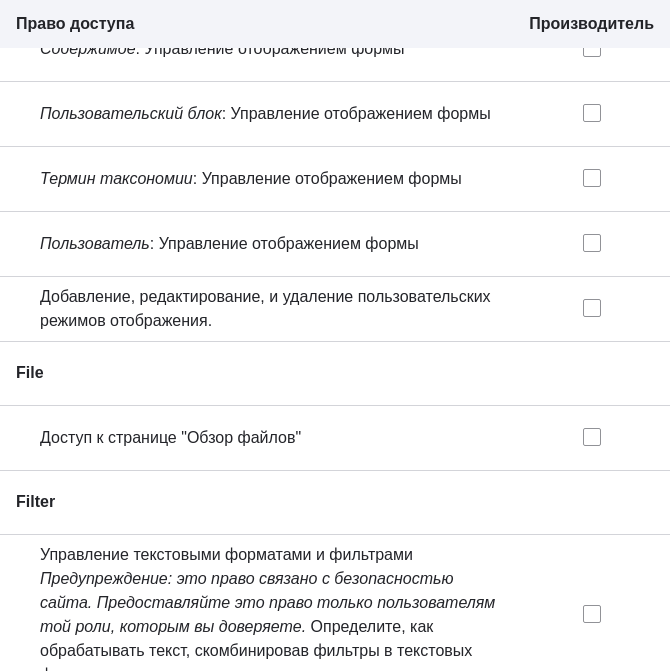 Право доступа Производитель
Содержимое: Управление отображением формы
Пользовательский блок: Управление отображением формы
Термин таксономии: Управление отображением формы
Пользователь: Управление отображением формы
Добавление, редактирование, и удаление пользовательских
режимов отображения.
File
Доступ к странице "Обзор файлов"
Filter
Управление текстовыми форматами и фильтрами
Предупреждение: это право связано с безопасностью
сайта. Предоставляйте это право только пользователям
той роли, которым вы доверяете. Определите, как
обрабатывать текст, скомбинировав фильтры в текстовых